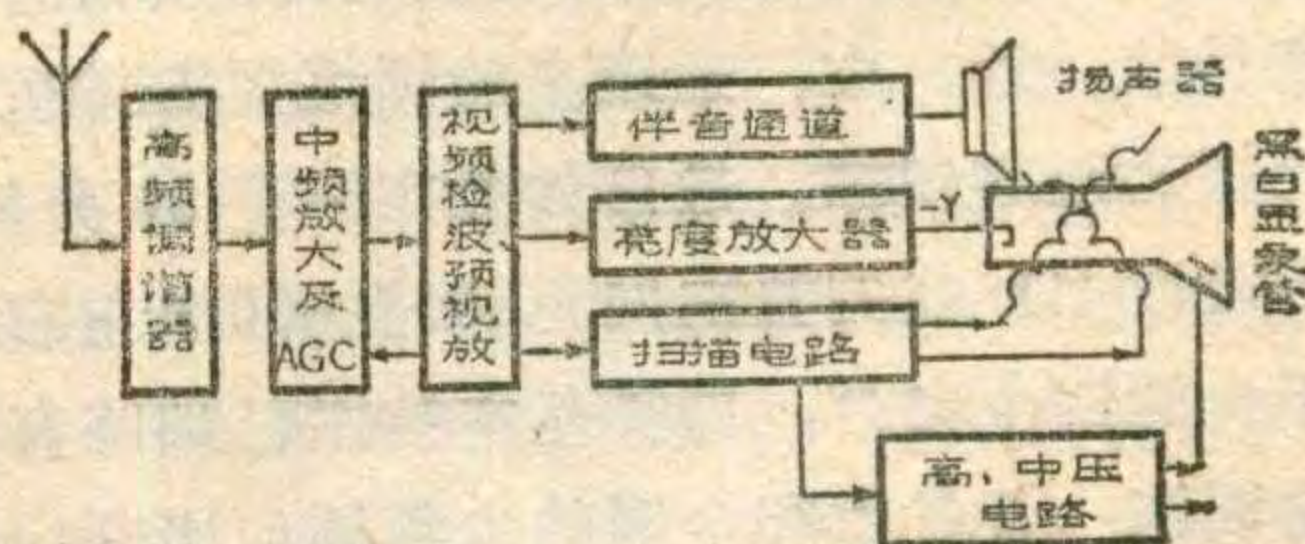 高频调谐器
中频放大及
AGC
视频检波预视放
伴音通道
亮度放大器
扫描电路
高、中压
电路
扬声器
-Y
黑白显象管